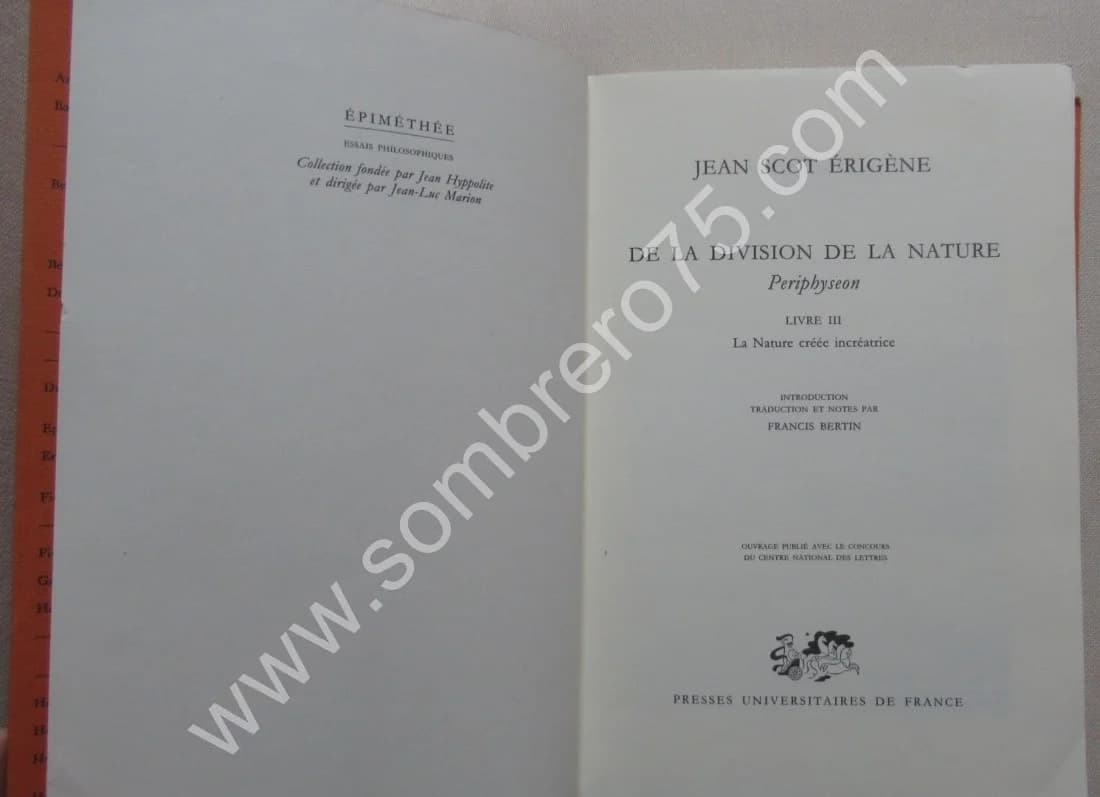 ÉPIMÉTHÉE
ESSAIS PHILOSOPHIQUES
Collection fondée par Jean Hyppolite
et dirigée par Jean-Luc Marion
JEAN SCOT ÉRIGÈNE
DE LA DIVISION DE LA NATURE
Periphyseon
LIVRE III
La Nature créée incréatrice
INTRODUCTION
TRADUCTION ET NOTES PAR
FRANCIS BERTIN
OUVRAGE PUBLIÉ AVEC LE CONCOURS
DU CENTRE NATIONAL DES LETTRES
PRESSES UNIVERSITAIRES DE FRANCE
www.sombrero75.com